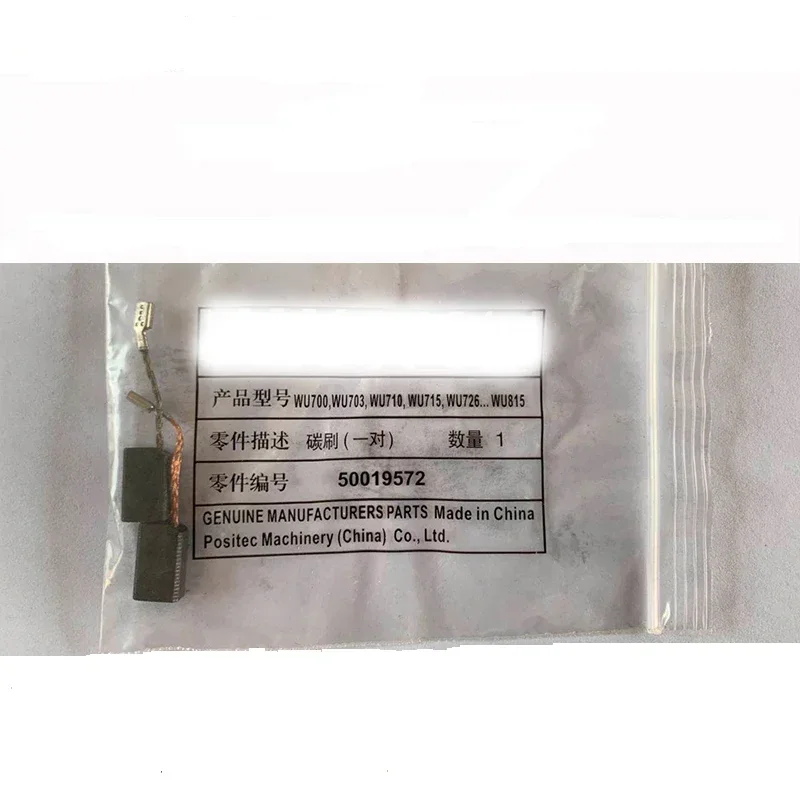 产品型号 WU700,WU703, WU710, WU715, WU726... WU815
零件描述 碳刷(一对) 数量 1
零件编号 50019572
GENUINE MANUFACTURERS PARTS Made in China
Positec Machinery (China) Co., Ltd.